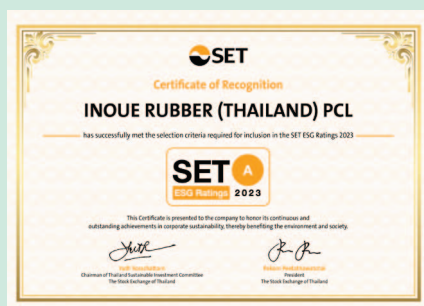 SET
Certificate of Recognition
INOUE RUBBER (THAILAND) PCL
has successfully met the selection criteria required for inclusion in the SET ESG Ratings 2023
SET A
ESG Ratings 2023
This Certificate is presented to the company to honor its continuous and
outstanding achievements in corporate sustainability, thereby benefiting the environment and society.
Chairman of Thailand Sustainable Investment Committee
The Stock Exchange of Thailand
President
The Stock Exchange of Thailand